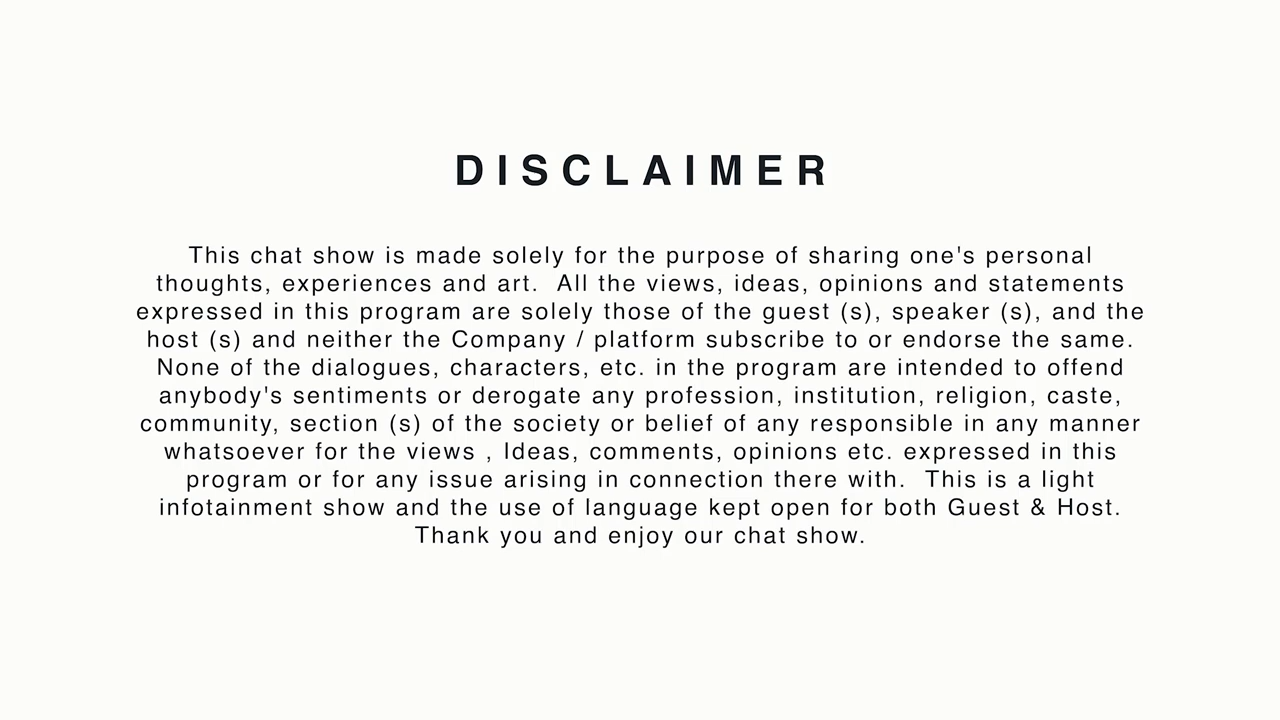 DISCLAIMER
This chat show is made solely for the purpose of sharing one's personal
thoughts, experiences and art.  All the views, ideas, opinions and statements
expressed in this program are solely those of the guest (s), speaker (s), and the
host (s) and neither the Company / platform subscribe to or endorse the same.
None of the dialogues, characters, etc. in the program are intended to offend
anybody's sentiments or derogate any profession, institution, religion, caste,
community, section (s) of the society or belief of any responsible in any manner
whatsoever for the views , Ideas, comments, opinions etc. expressed in this
program or for any issue arising in connection there with.  This is a light
infotainment show and the use of language kept open for both Guest & Host.
Thank you and enjoy our chat show.